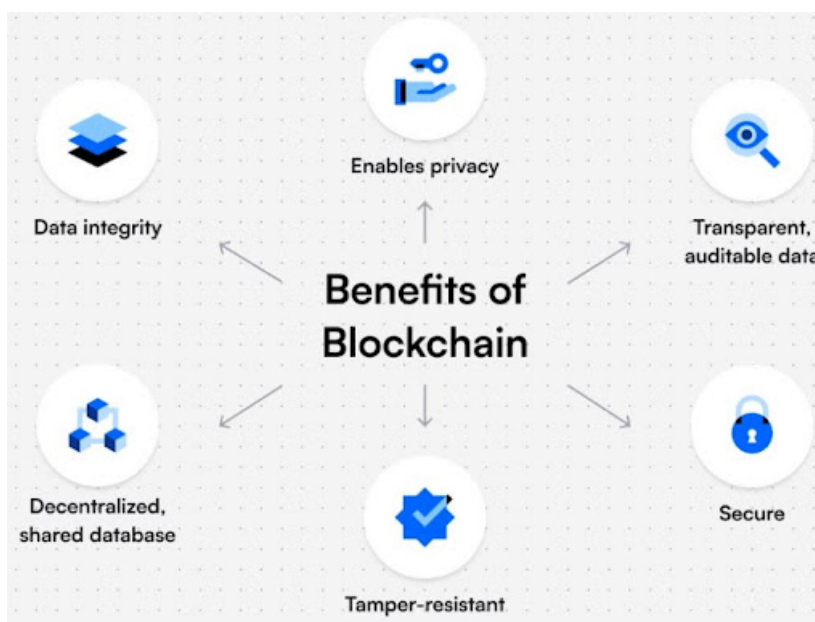 Enables privacy
Data integrity
Transparent,
auditable data
Benefits of
Blockchain
Decentralized,
shared database
Secure
Tamper-resistant